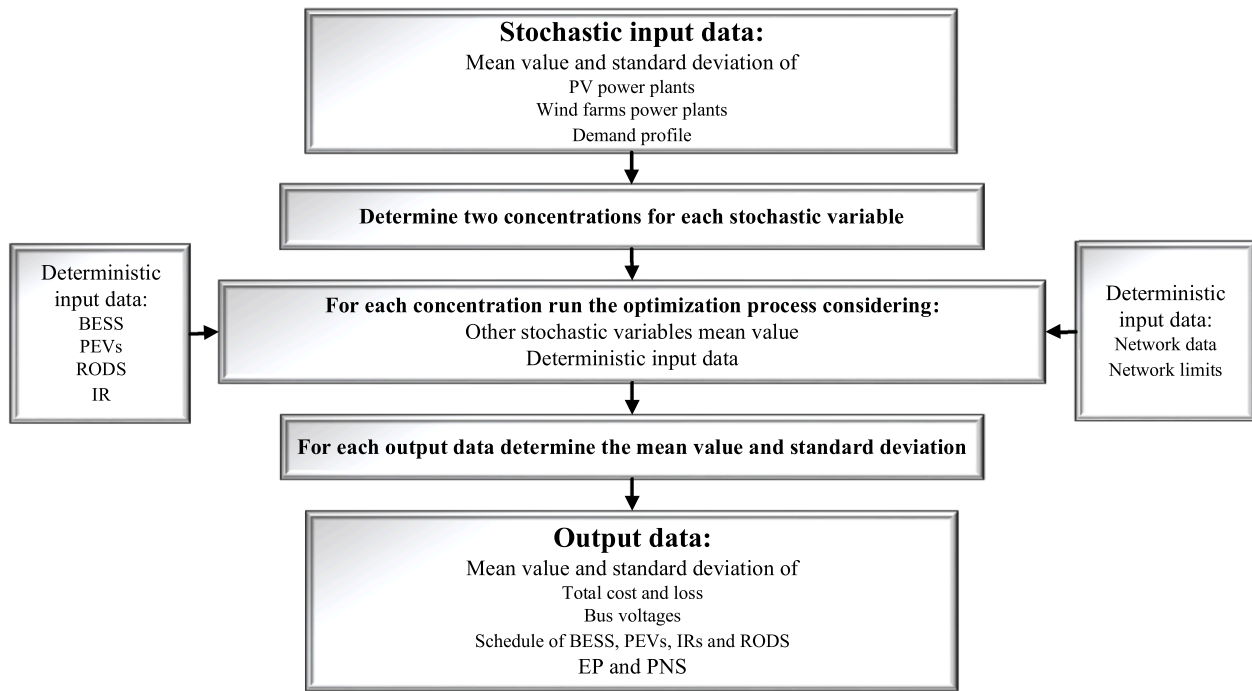 Stochastic input data:
Mean value and standard deviation of
PV power plants
Wind farms power plants
Demand profile
Determine two concentrations for each stochastic variable
Deterministic
input data:
BESS
PEVs
RODS
IR
For each concentration run the optimization process considering:
Other stochastic variables mean value
Deterministic input data
Deterministic
input data:
Network data
Network limits
For each output data determine the mean value and standard deviation
Output data:
Mean value and standard deviation of
Total cost and loss
Bus voltages
Schedule of BESS, PEVs, IRs and RODS
EP and PNS